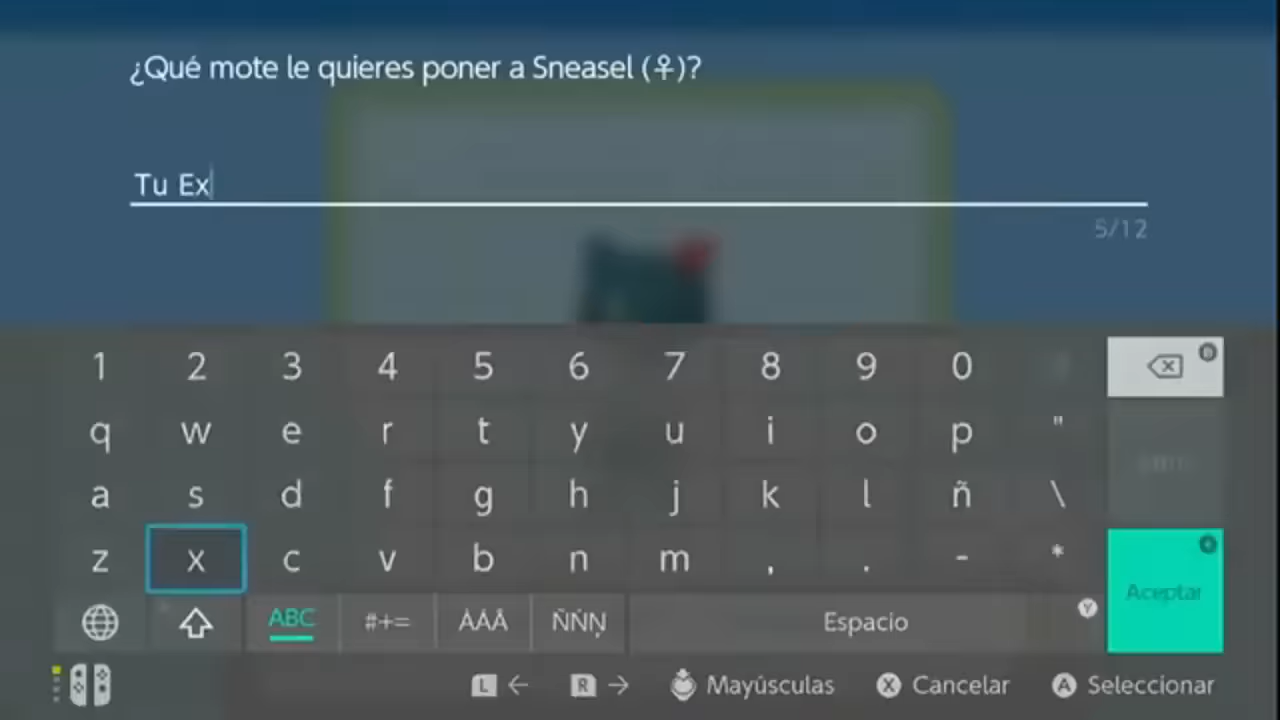 ¿Qué mote le quieres poner a Sneasel (♀)?
Tu Ex
5/12
1 2 3 4 5 6 7 8 9 0
q w e r t y u i o p "
a s d f g h j k l ñ \
z x c v b n m , . - *
Aceptar
ABC #+= ÀÁÂ ÑŃŅ Espacio Y
L ← R → Mayúsculas X Cancelar A Seleccionar